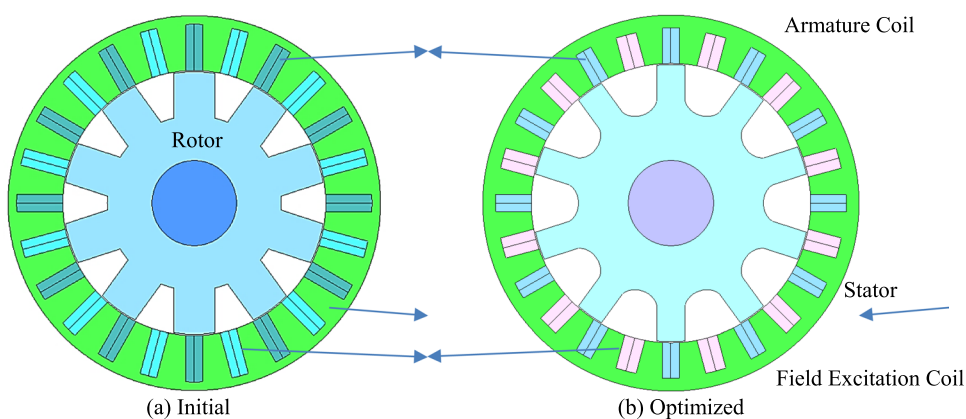 Armature Coil
Rotor
Stator
Field Excitation Coil
(a) Initial
(b) Optimized